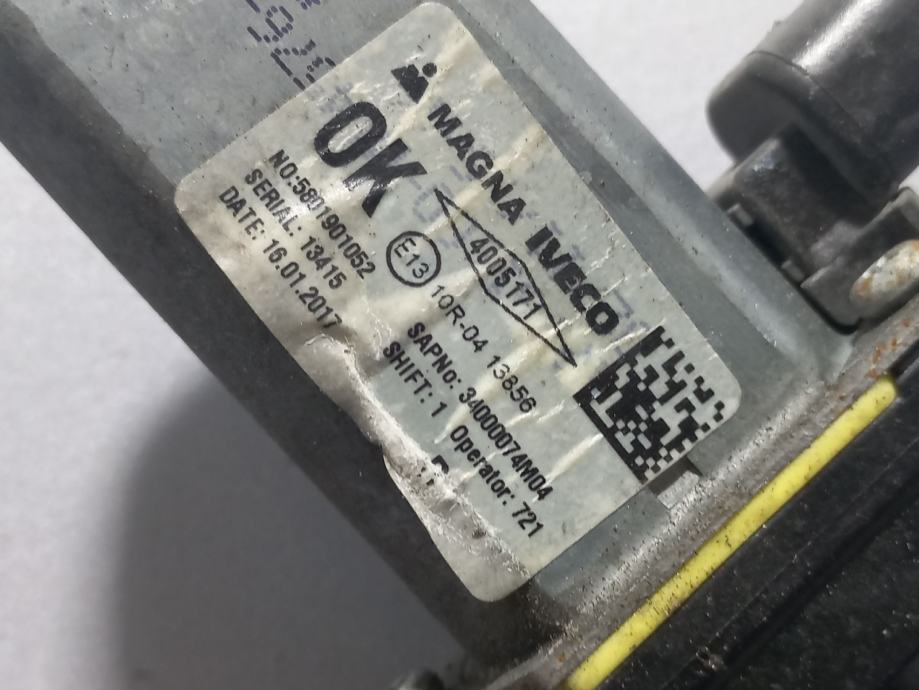 MAGNA IVECO
OK
4005171
NO:5801901052
SERIAL: 13415
DATE: 16.01.2017
E13
10R-04 13856
SAPNo: 34000074M04
SHIFT: 1 Operator: 721